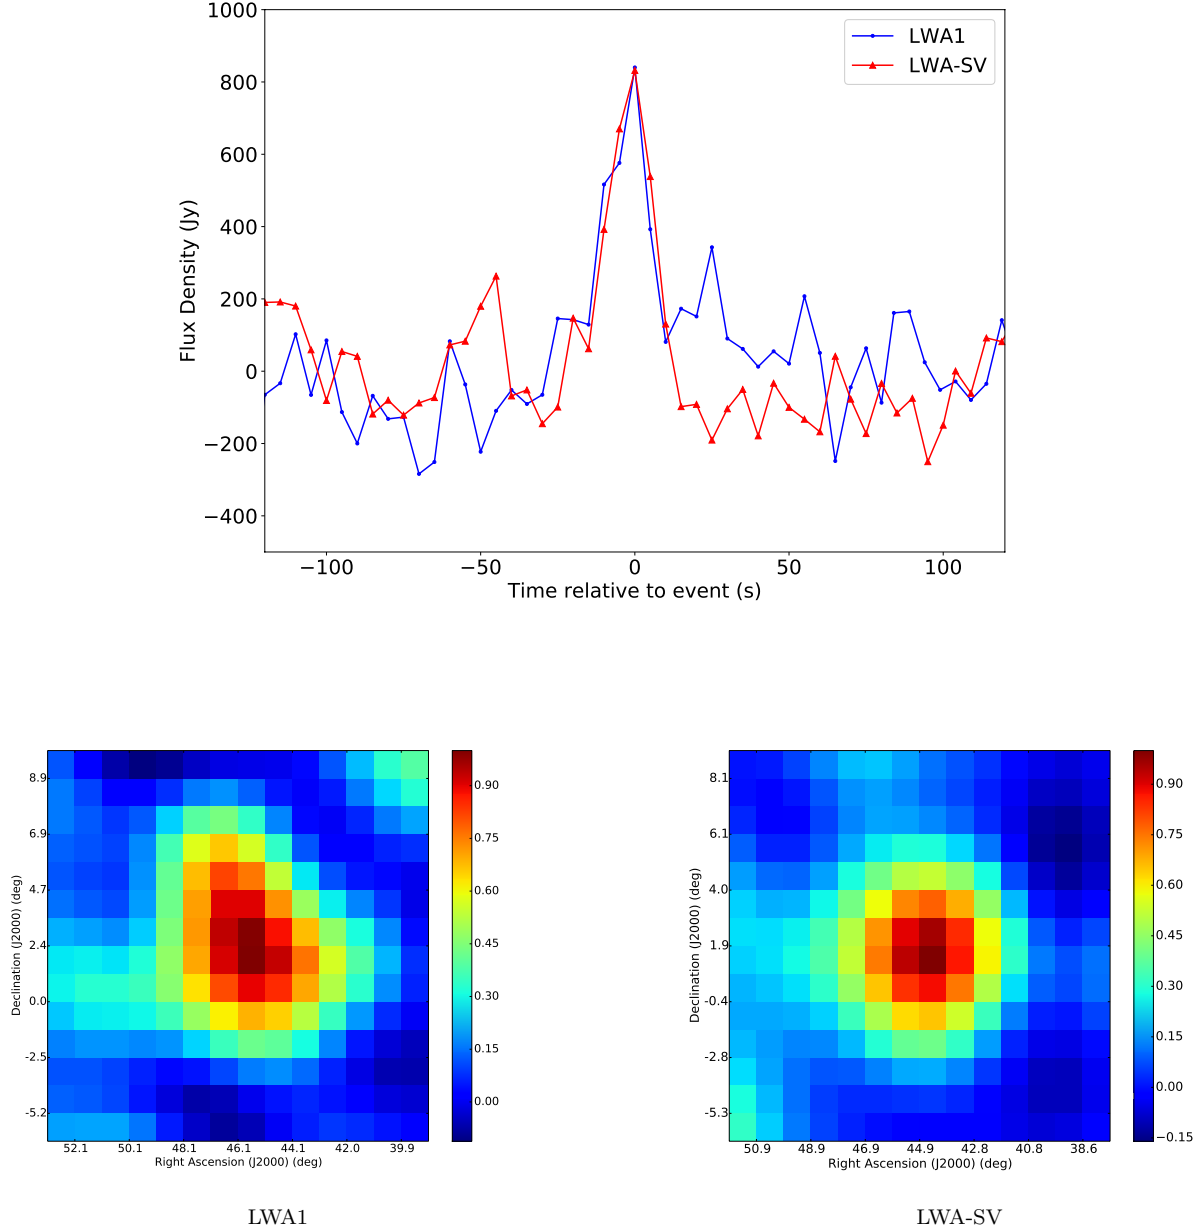 1000
800
600
400
200
0
−200
−400
Flux Density (Jy)
LWA1
LWA-SV
−100 −50 0 50 100
Time relative to event (s)
8.9
6.9
4.7
2.4
0.0
-2.5
-5.2
Declination (J2000) (deg)
52.1 50.1 48.1 46.1 44.1 42.0 39.9
Right Ascension (J2000) (deg)
0.90
0.75
0.60
0.45
0.30
0.15
0.00
LWA1
8.1
6.1
4.0
1.9
-0.4
-2.8
-5.3
Declination (J2000) (deg)
50.9 48.9 46.9 44.9 42.8 40.8 38.6
Right Ascension (J2000) (deg)
0.90
0.75
0.60
0.45
0.30
0.15
0.00
−0.15
LWA-SV